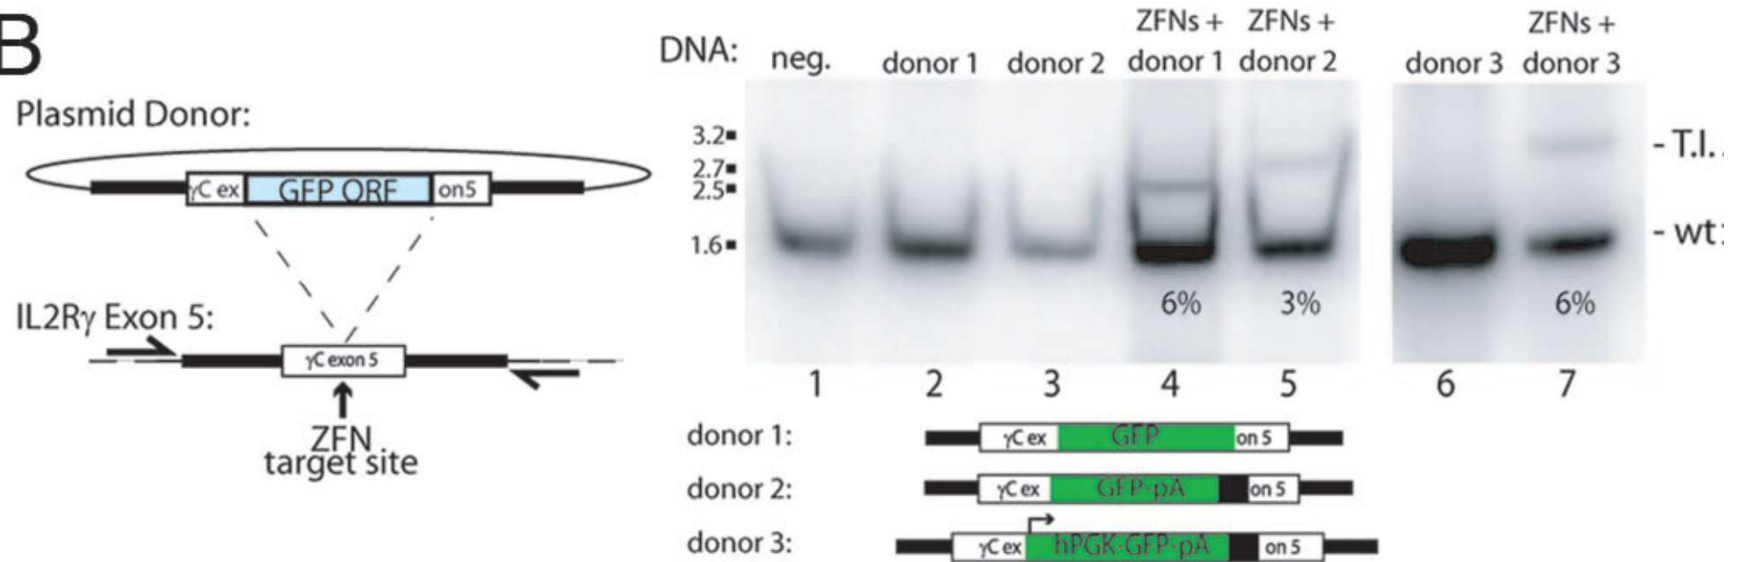 B
Plasmid Donor:
γC ex GFP ORF on5
IL2Rγ Exon 5:
γC exon 5
ZFN
target site
DNA: neg. donor 1 donor 2 ZFNs + donor 1 ZFNs + donor 2 donor 3 ZFNs + donor 3
3.2
2.7
2.5
1.6
- T.I.
- wt:
6% 3% 6%
1 2 3 4 5 6 7
donor 1: γC ex GFP on 5
donor 2: γC ex GFP-pA on 5
donor 3: γC ex hPGK-GFP-pA on 5